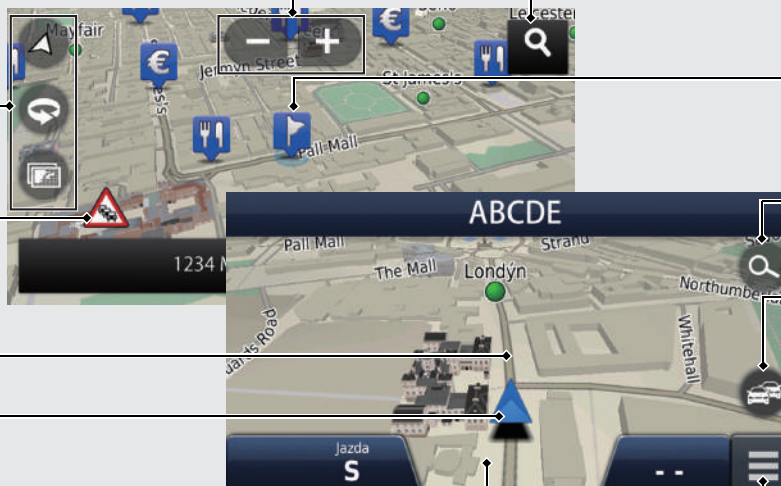 Mayfair
Leicester
€
€
Jermyn Street
St James's
Pall Mall
1234
ABCDE
Pall Mall
Strand
The Mall
Londýn
Whitehall
Road
Jazda
S
- -